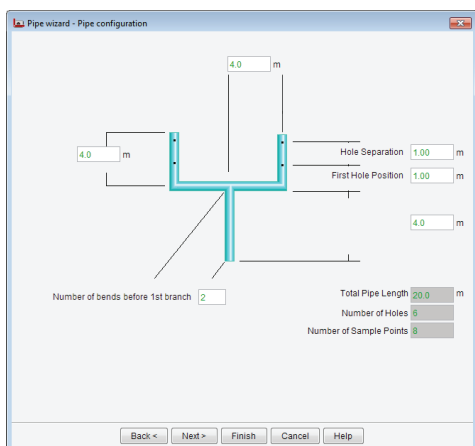 Pipe wizard - Pipe configuration
4.0 m
4.0 m
Hole Separation 1.00 m
First Hole Position 1.00 m
4.0 m
Number of bends before 1st branch 2
Total Pipe Length 20.0 m
Number of Holes 6
Number of Sample Points 8
Back < Next > Finish Cancel Help